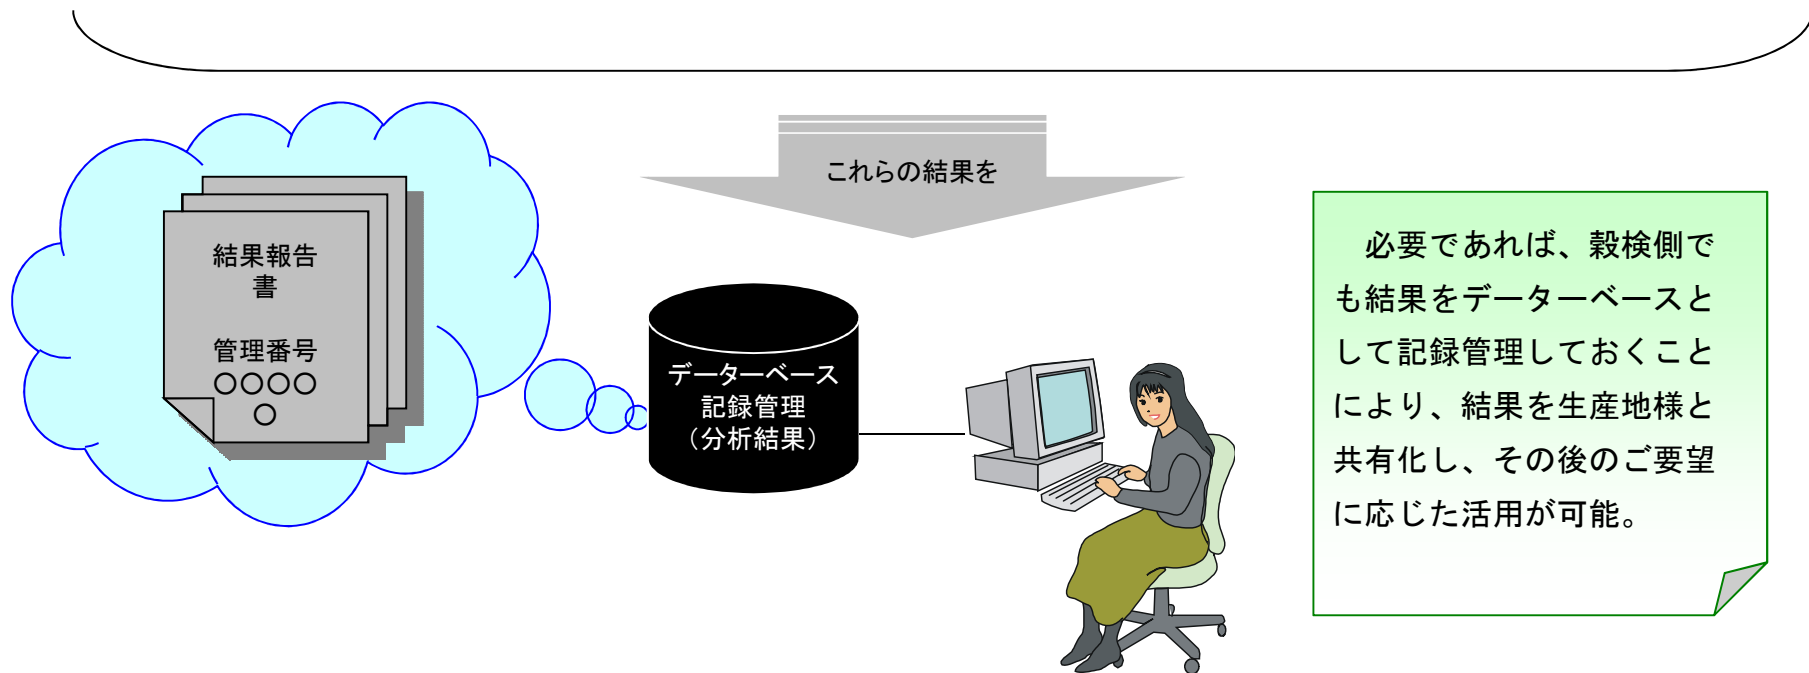 これらの結果を
結果報告
書
管理番号
○○○○
○
データーベース
記録管理
（分析結果）
　必要であれば、穀検側で
も結果をデーターベースと
して記録管理しておくこと
により、結果を生産地様と
共有化し、その後のご要望
に応じた活用が可能。